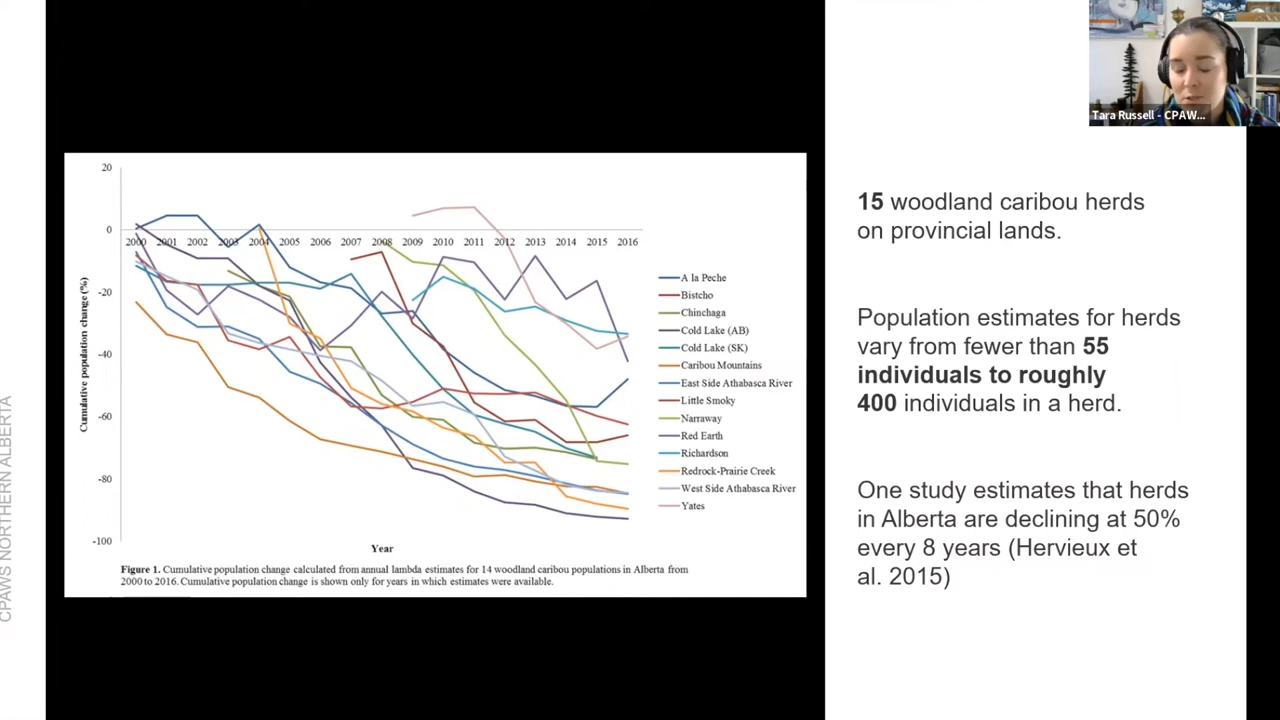 CPAWS NORTHERN ALBERTA
20
0
-20
-40
-60
-80
-100
Cumulative population change (%)
2000 2001 2002 2003 2004 2005 2006 2007 2008 2009 2010 2011 2012 2013 2014 2015 2016
Year
A la Peche
Bistcho
Chinchaga
Cold Lake (AB)
Cold Lake (SK)
Caribou Mountains
East Side Athabasca River
Little Smoky
Narraway
Red Earth
Richardson
Redrock-Prairie Creek
West Side Athabasca River
Yates
Figure 1. Cumulative population change calculated from annual lambda estimates for 14 woodland caribou populations in Alberta from
2000 to 2016. Cumulative population change is shown only for years in which estimates were available.
Tara Russell - CPAW...
15 woodland caribou herds
on provincial lands.
Population estimates for herds
vary from fewer than 55
individuals to roughly
400 individuals in a herd.
One study estimates that herds
in Alberta are declining at 50%
every 8 years (Hervieux et
al. 2015)